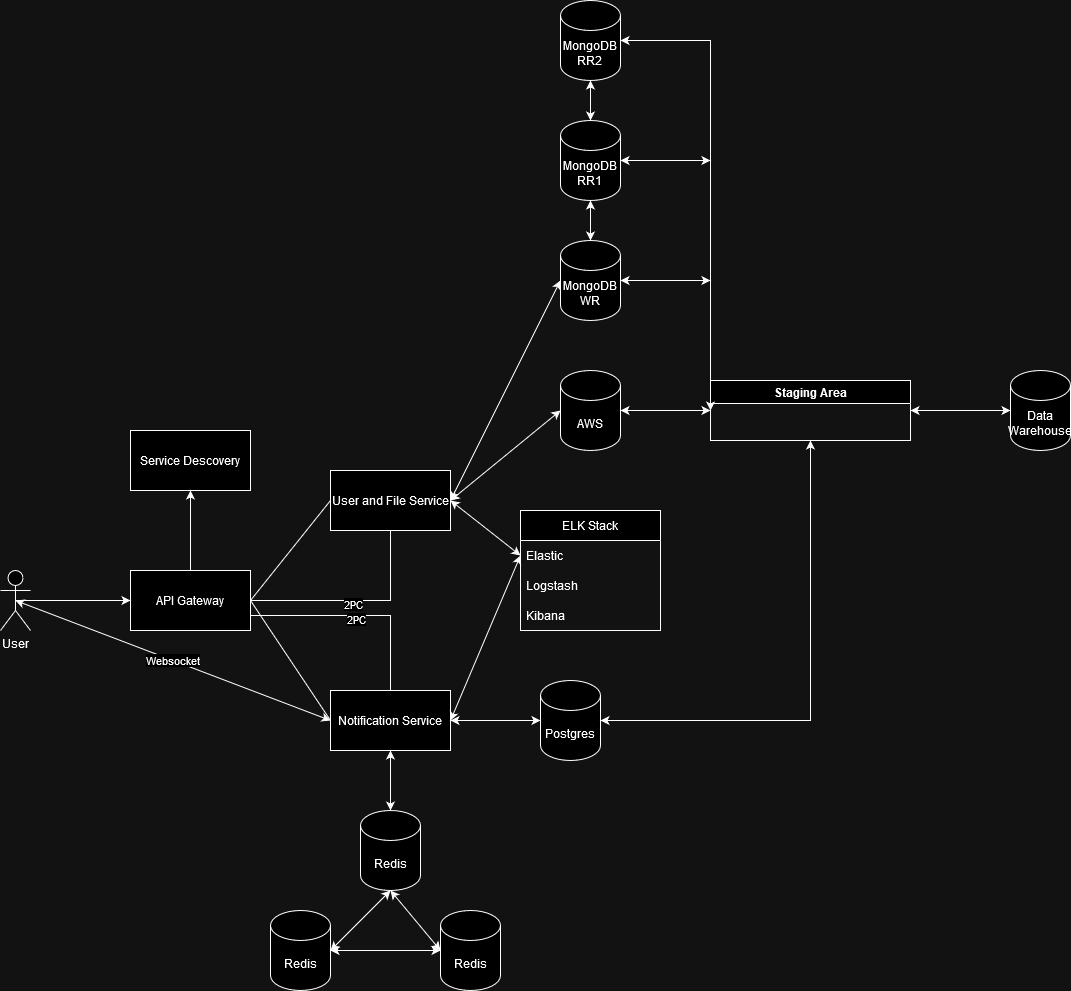 MongoDB
RR2
MongoDB
RR1
MongoDB
WR
AWS
Staging Area
Data
Warehouse
Service Descovery
User and File Service
ELK Stack
Elastic
Logstash
Kibana
API Gateway
2PC
2PC
User
Websocket
Notification Service
Postgres
Redis
Redis
Redis